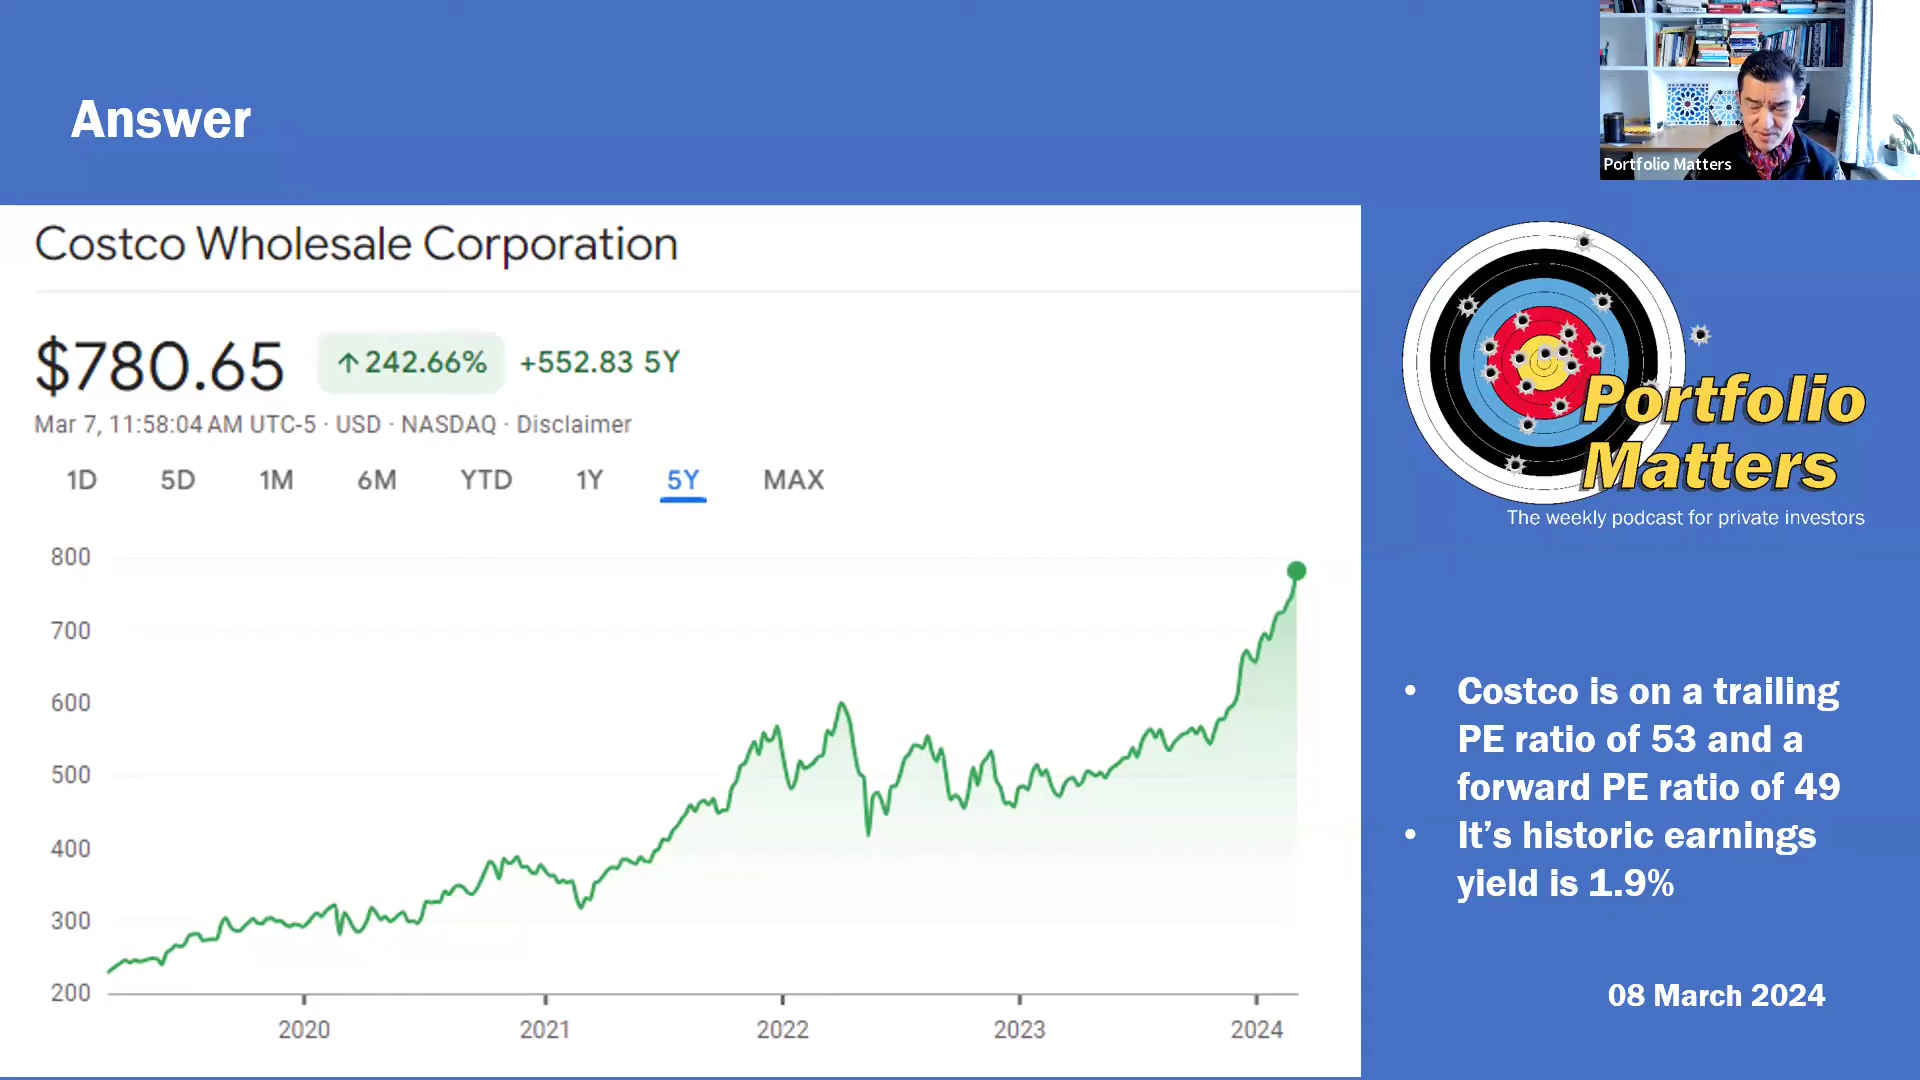 Answer
Portfolio Matters
Costco Wholesale Corporation
$780.65 ↑242.66% +552.83 5Y
Mar 7, 11:58:04 AM UTC-5 · USD · NASDAQ · Disclaimer
1D 5D 1M 6M YTD 1Y 5Y MAX
800
700
600
500
400
300
200
2020 2021 2022 2023 2024
Portfolio
Matters
The weekly podcast for private investors
• Costco is on a trailing
PE ratio of 53 and a
forward PE ratio of 49
• It’s historic earnings
yield is 1.9%
08 March 2024